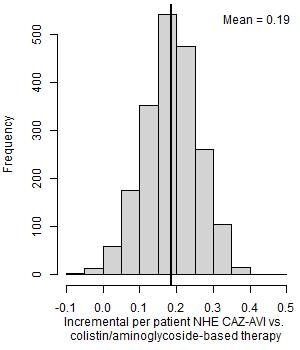 Mean = 0.19
Frequency
500
400
300
200
100
0
-0.1 0.0 0.1 0.2 0.3 0.4 0.5
Incremental per patient NHE CAZ-AVI vs.
colistin/aminoglycoside-based therapy